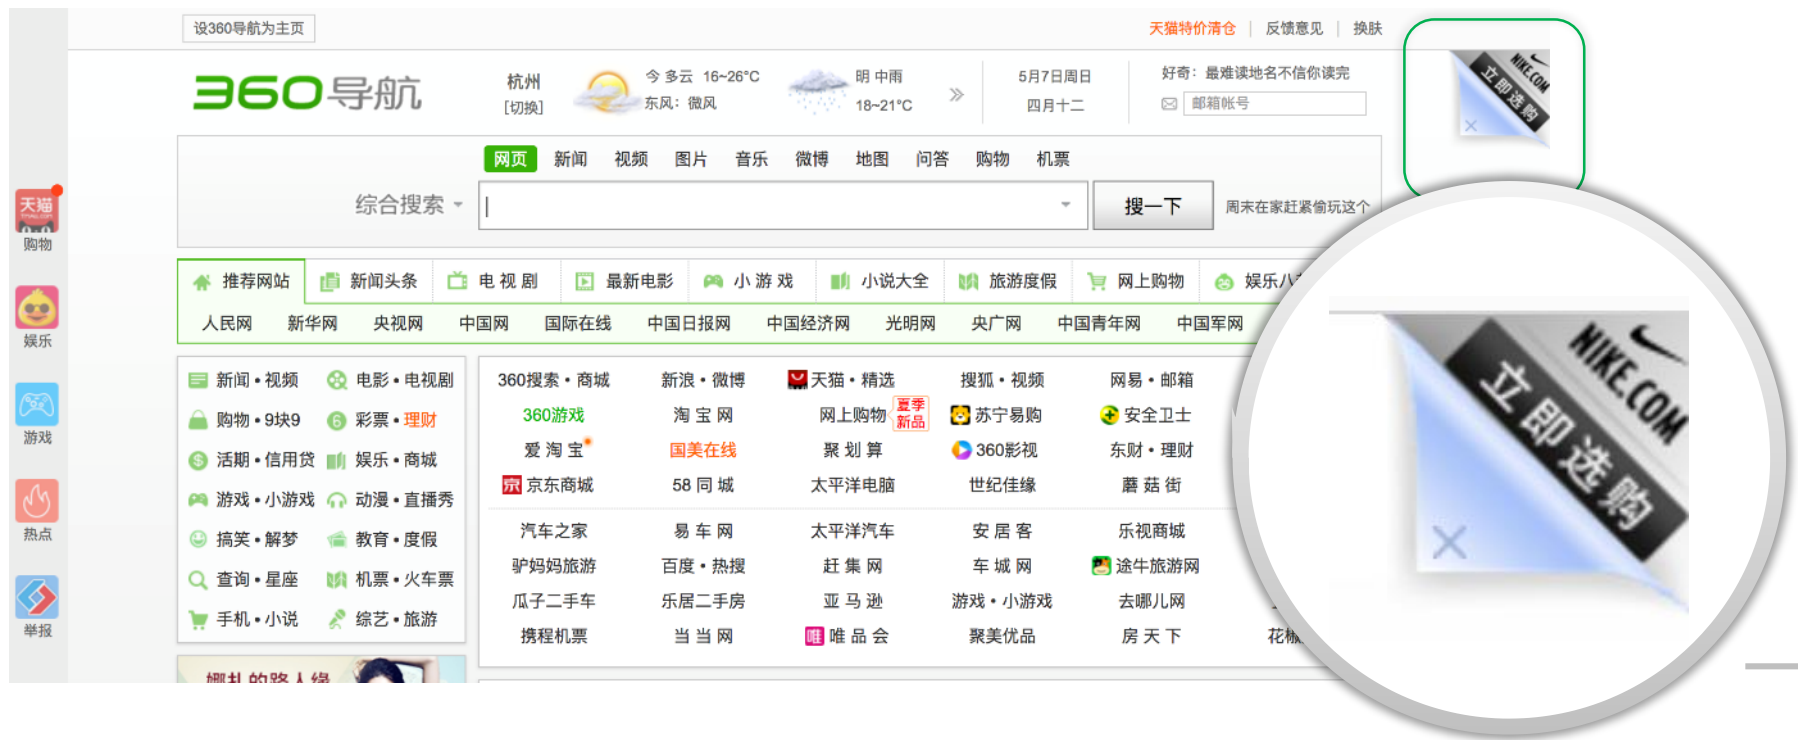 设360导航为主页
天猫特价清仓 | 反馈意见 | 换肤
360导航
杭州
[切换]
今 多云 16~26°C
东风：微风
明 中雨
18~21°C
5月7日周日
四月十二
好奇：最难读地名不信你读完
邮箱帐号
NIKE.COM
立即选购
网页 新闻 视频 图片 音乐 微博 地图 问答 购物 机票
综合搜索
搜一下
周末在家赶紧偷玩这个
天猫
购物
娱乐
游戏
热点
举报
推荐网站 新闻头条 电视剧 最新电影 小游戏 小说大全 旅游度假 网上购物
人民网 新华网 央视网 中国网 国际在线 中国日报网 中国经济网 光明网 央广网 中国青年网 中国军网
新闻•视频 电影•电视剧
购物•9块9 彩票•理财
活期•信用贷 娱乐•商城
游戏•小游戏 动漫•直播秀
搞笑•解梦 教育•度假
查询•星座 机票•火车票
手机•小说 综艺•旅游
360搜索•商城 新浪•微博 天猫•精选 搜狐•视频 网易•邮箱
360游戏 淘宝网 网上购物 夏季新品 苏宁易购 安全卫士
爱淘宝 国美在线 聚划算 360影视 东财•理财
京 京东商城 58同城 太平洋电脑 世纪佳缘 蘑菇街
汽车之家 易车网 太平洋汽车 安居客 乐视商城
驴妈妈旅游 百度•热搜 赶集网 车城网 途牛旅游网
瓜子二手车 乐居二手房 亚马逊 游戏•小游戏 去哪儿网
携程机票 当当网 唯 唯品会 聚美优品 房天下 花椒
NIKE.COM
立即选购